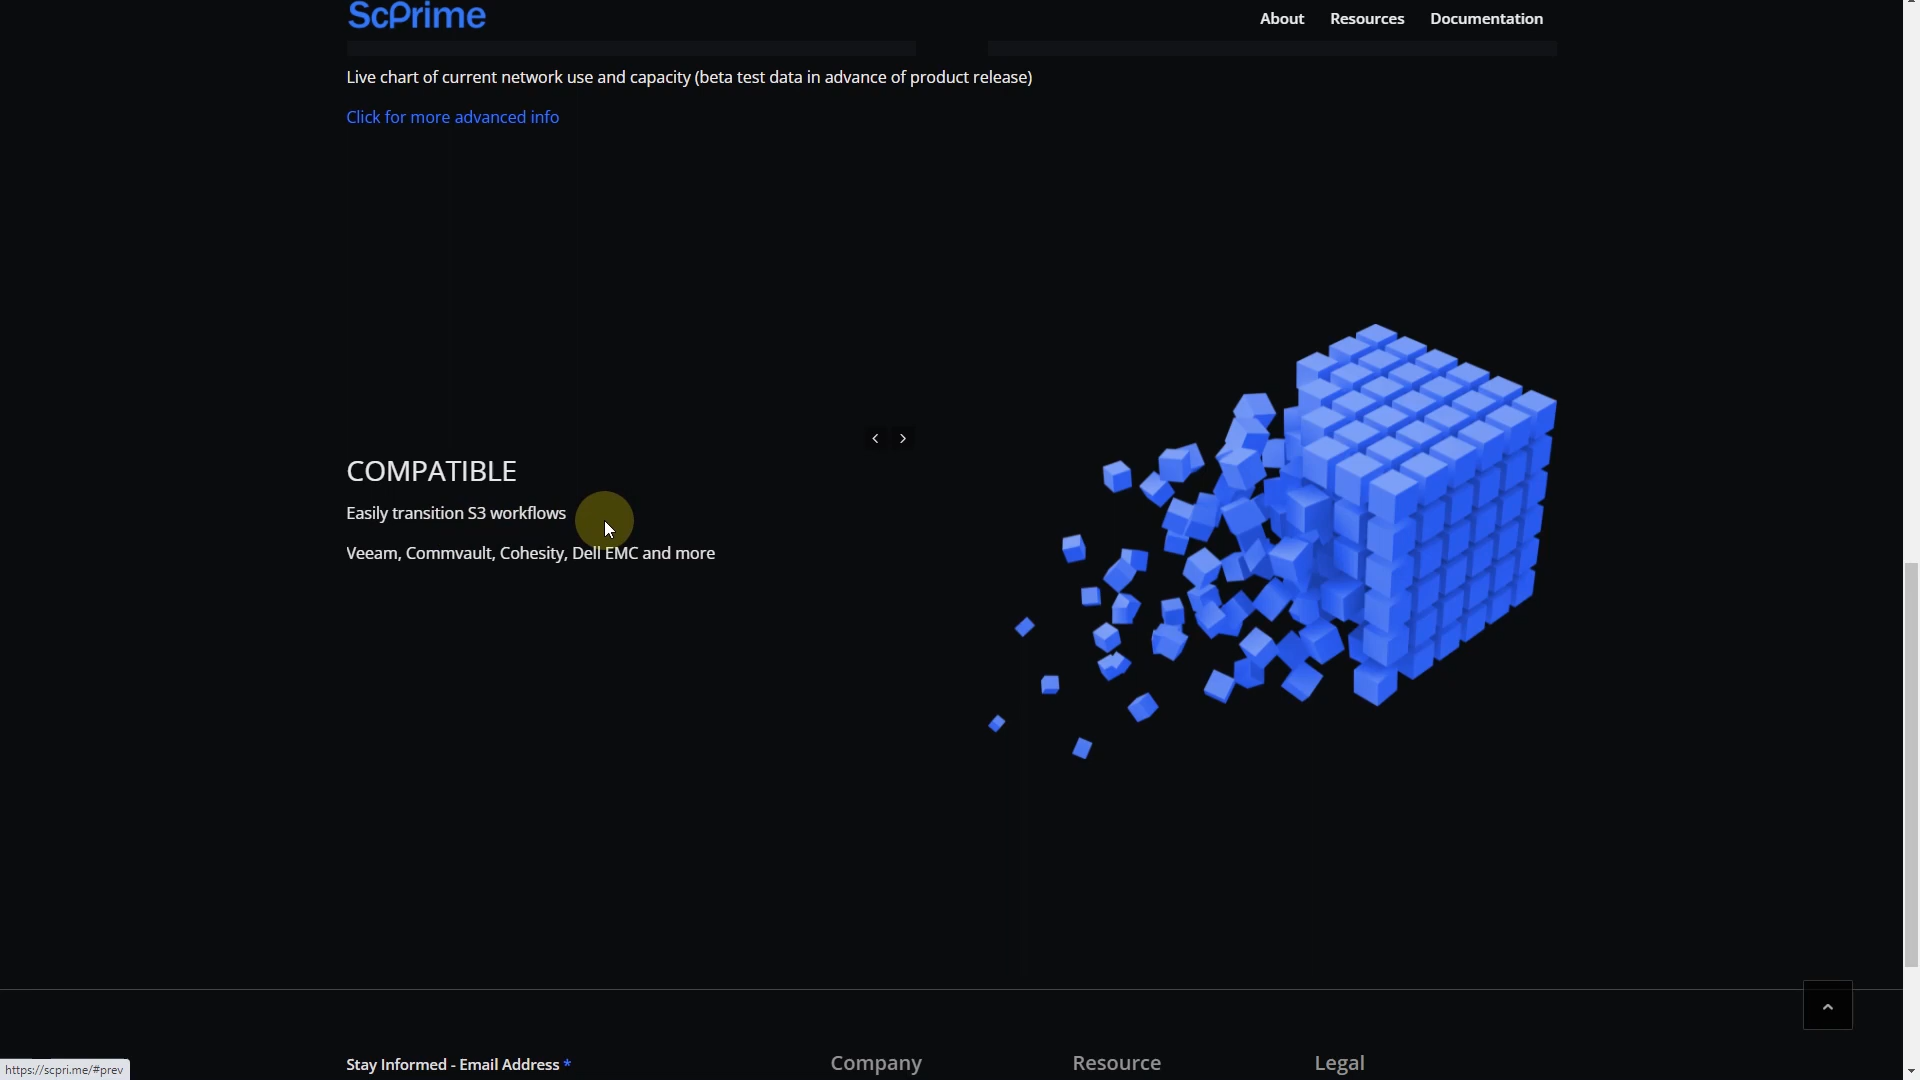 ScPrime
About Resources Documentation
Live chart of current network use and capacity (beta test data in advance of product release)
Click for more advanced info
COMPATIBLE
Easily transition S3 workflows
Veeam, Commvault, Cohesity, Dell EMC and more
Stay Informed - Email Address *
Company
Resource
Legal
https://scpri.me/#prev